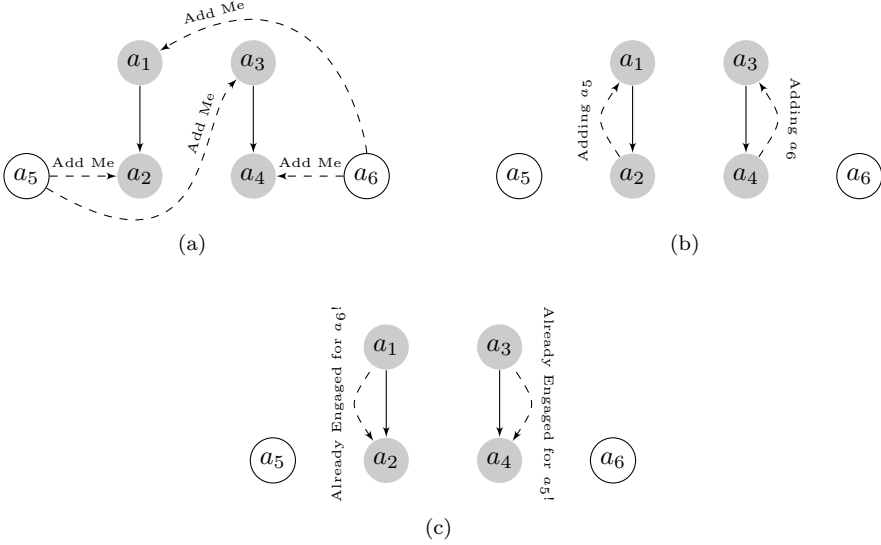 Add Me
a1
a3
Add Me
a5
Add Me
a2
a4
Add Me
a6
(a)
a1
a3
Adding a5
Adding a6
a5
a2
a4
a6
(b)
Already Engaged for a6!
a1
a3
Already Engaged for a5!
a5
a2
a4
a6
(c)